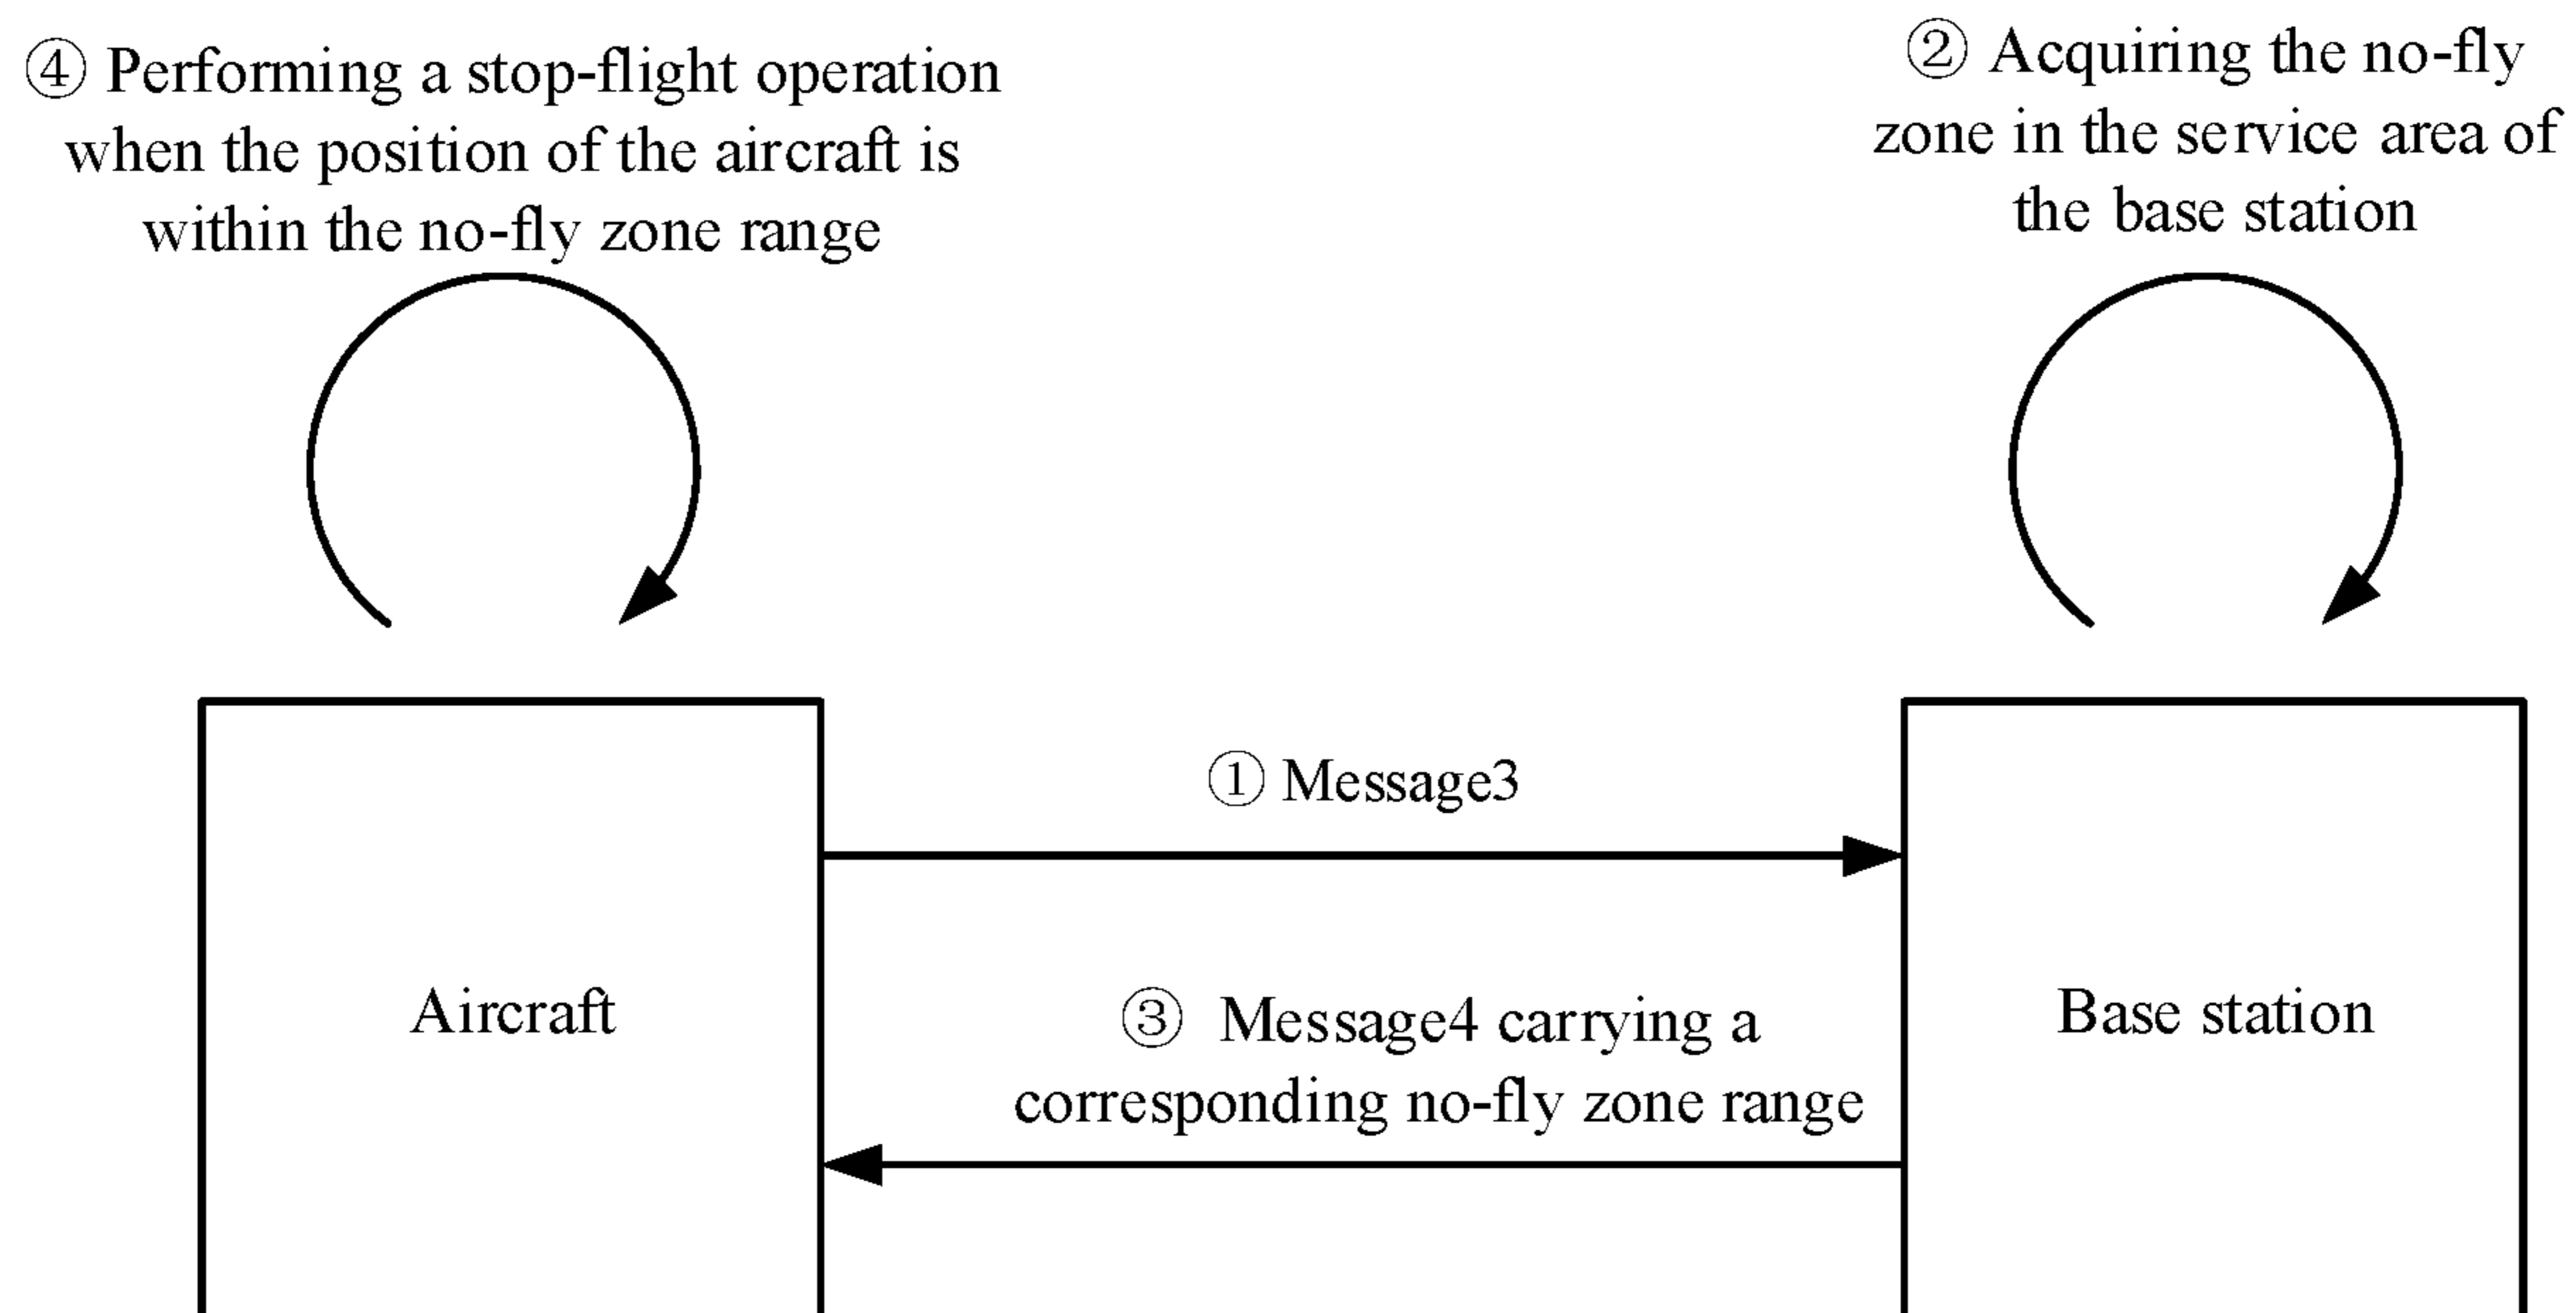 ④ Performing a stop-flight operation
when the position of the aircraft is
within the no-fly zone range
② Acquiring the no-fly
zone in the service area of
the base station
① Message3
Aircraft
③ Message4 carrying a
corresponding no-fly zone range
Base station